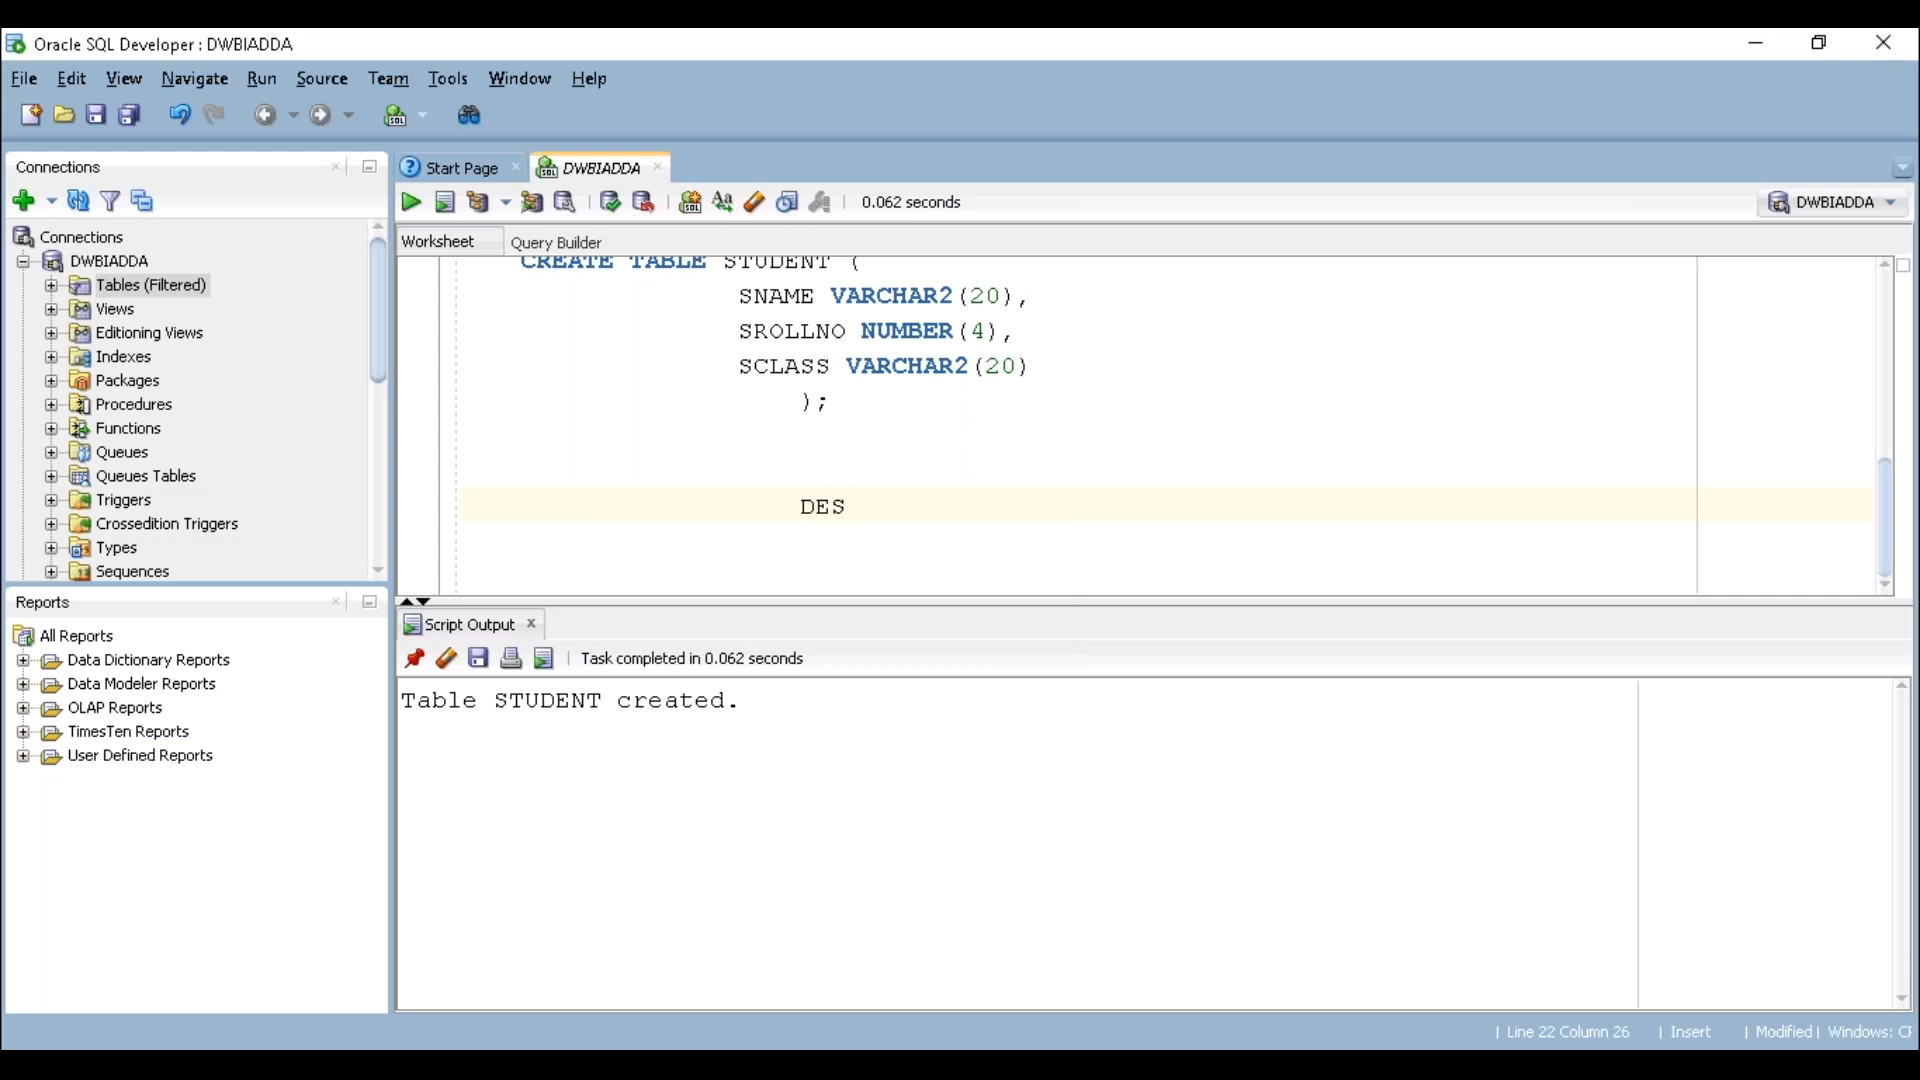 Oracle SQL Developer : DWBIADDA
File Edit View Navigate Run Source Team Tools Window Help
Connections
Start Page
DWBIADDA
0.062 seconds
DWBIADDA
Worksheet
Query Builder
Connections
DWBIADDA
Tables (Filtered)
Views
Editioning Views
Indexes
Packages
Procedures
Functions
Queues
Queues Tables
Triggers
Crossedition Triggers
Types
Sequences
CREATE TABLE STUDENT (
SNAME VARCHAR2(20),
SROLLNO NUMBER(4),
SCLASS VARCHAR2(20)
);
DES
Reports
All Reports
Data Dictionary Reports
Data Modeler Reports
OLAP Reports
TimesTen Reports
User Defined Reports
Script Output
Task completed in 0.062 seconds
Table STUDENT created.
| Line 22 Column 26 | Insert | Modified | Windows: